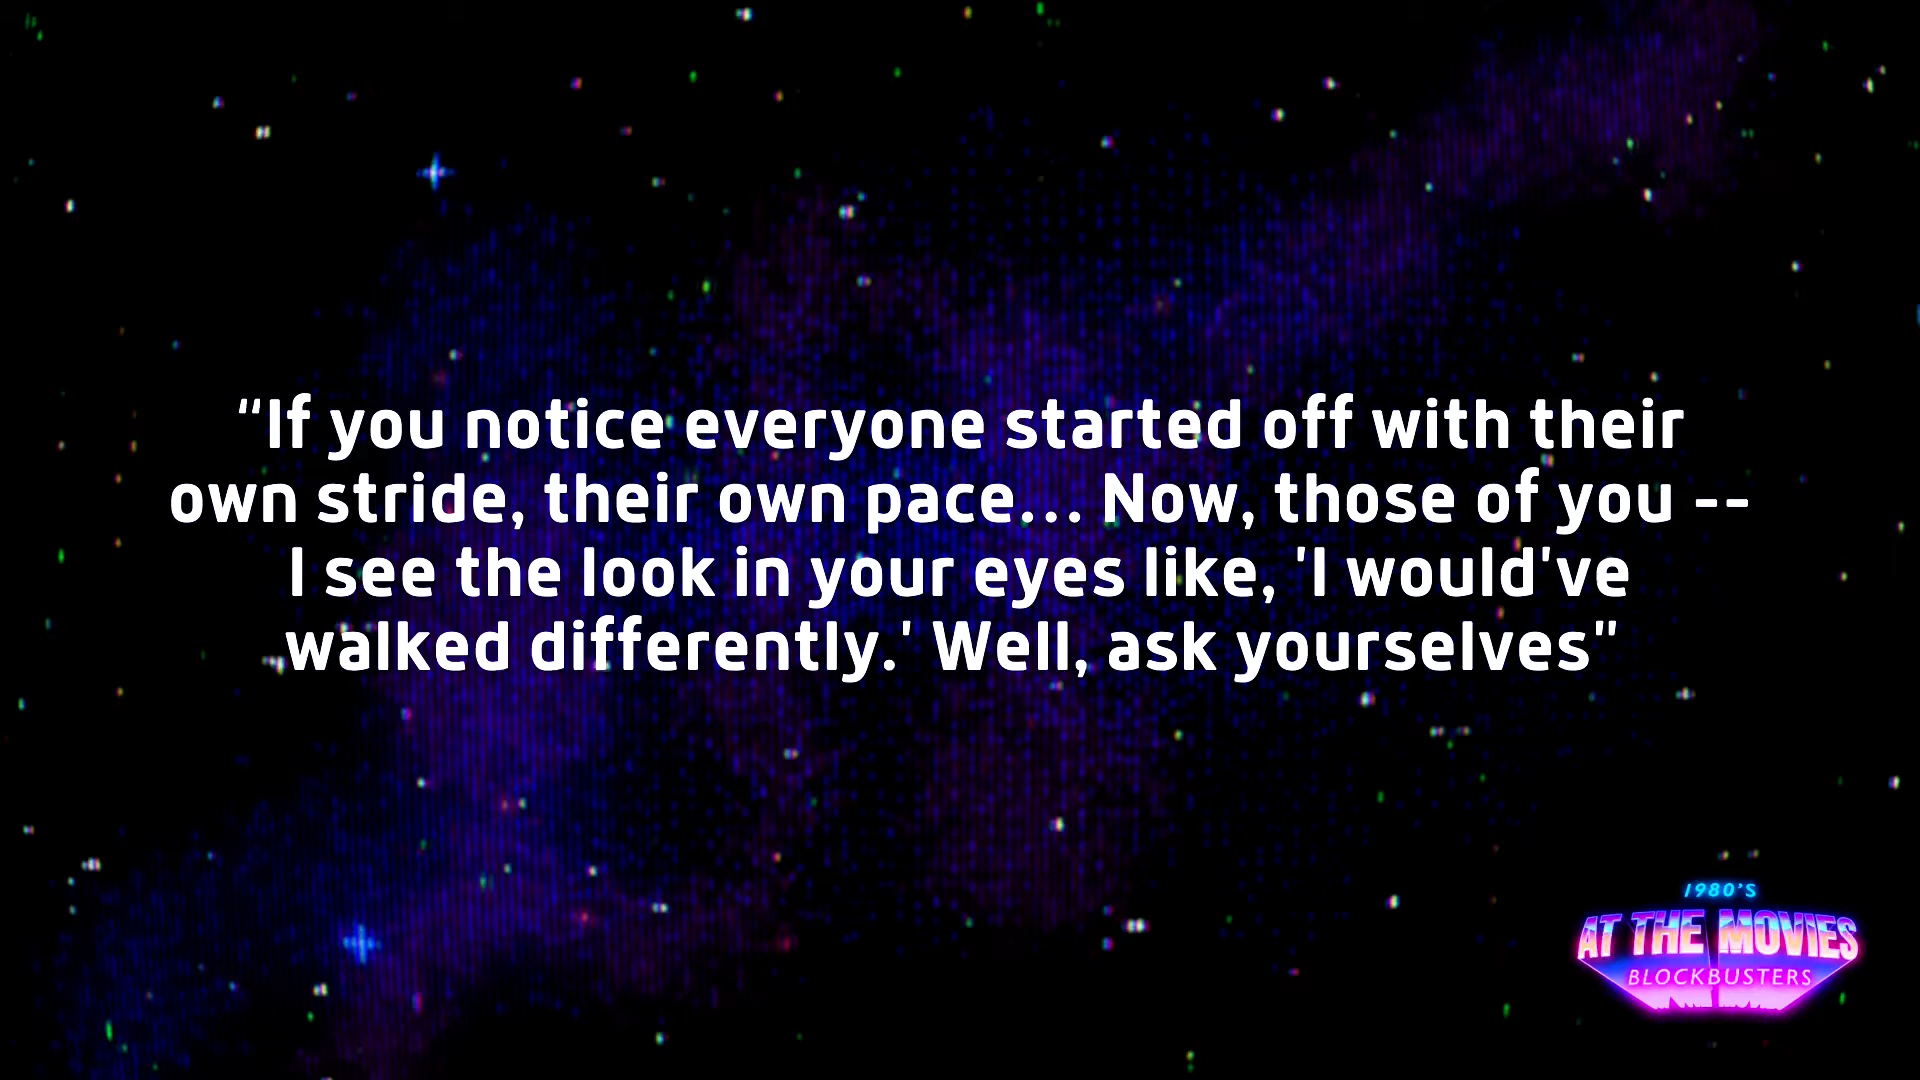 “If you notice everyone started off with their
own stride, their own pace... Now, those of you --
I see the look in your eyes like, 'I would've
walked differently.' Well, ask yourselves"
1980'S
AT THE MOVIES
BLOCKBUSTERS